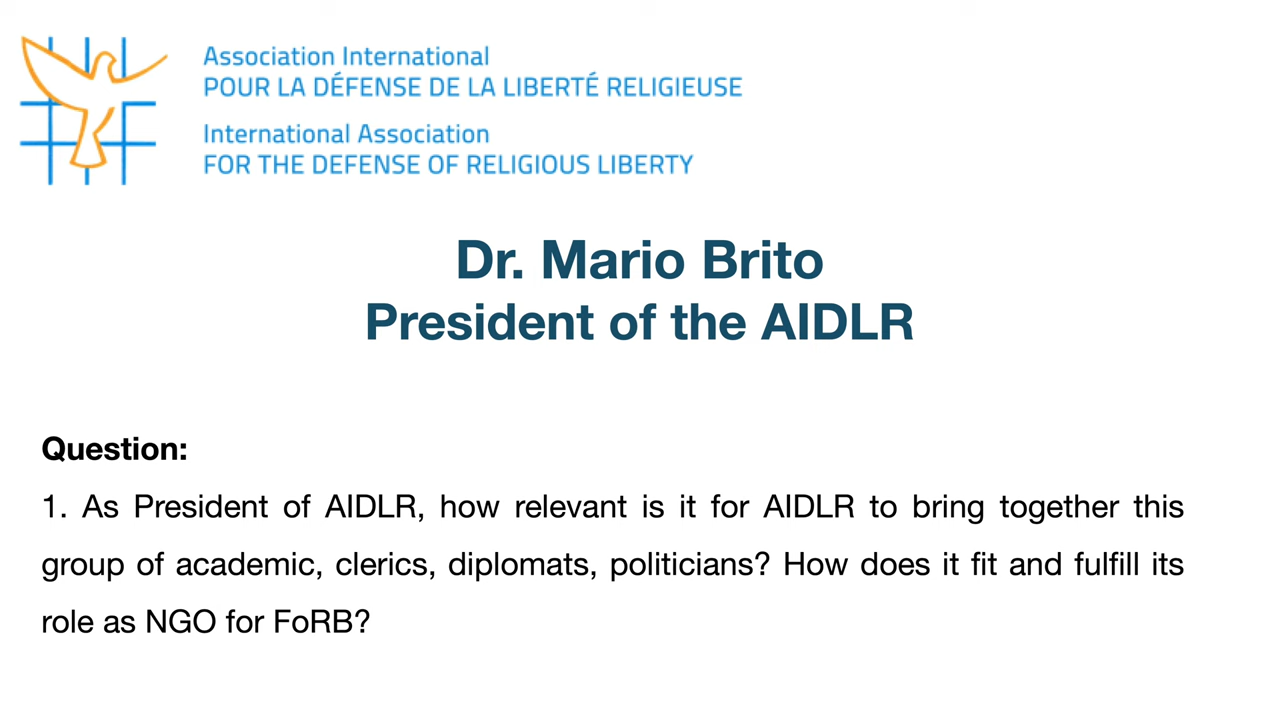 Association International
POUR LA DÉFENSE DE LA LIBERTÉ RELIGIEUSE
International Association
FOR THE DEFENSE OF RELIGIOUS LIBERTY
Dr. Mario Brito
President of the AIDLR
Question:
1. As President of AIDLR, how relevant is it for AIDLR to bring together this
group of academic, clerics, diplomats, politicians? How does it fit and fulfill its
role as NGO for FoRB?